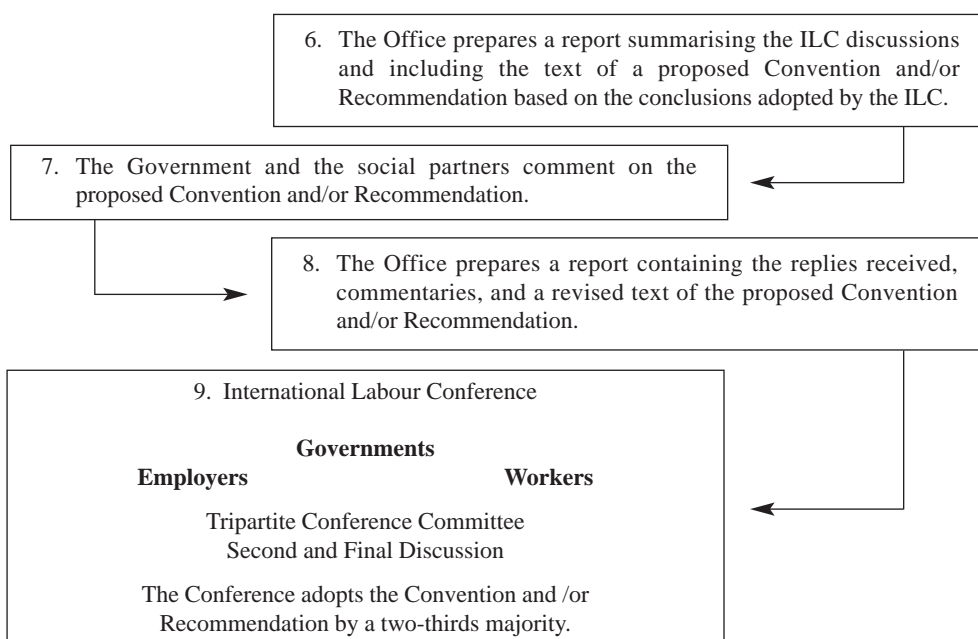 6. The Office prepares a report summarising the ILC discussions
and including the text of a proposed Convention and/or
Recommendation based on the conclusions adopted by the ILC.
7. The Government and the social partners comment on the
proposed Convention and/or Recommendation.
8. The Office prepares a report containing the replies received,
commentaries, and a revised text of the proposed Convention
and/or Recommendation.
9. International Labour Conference
Governments
Employers Workers
Tripartite Conference Committee
Second and Final Discussion
The Conference adopts the Convention and /or
Recommendation by a two-thirds majority.